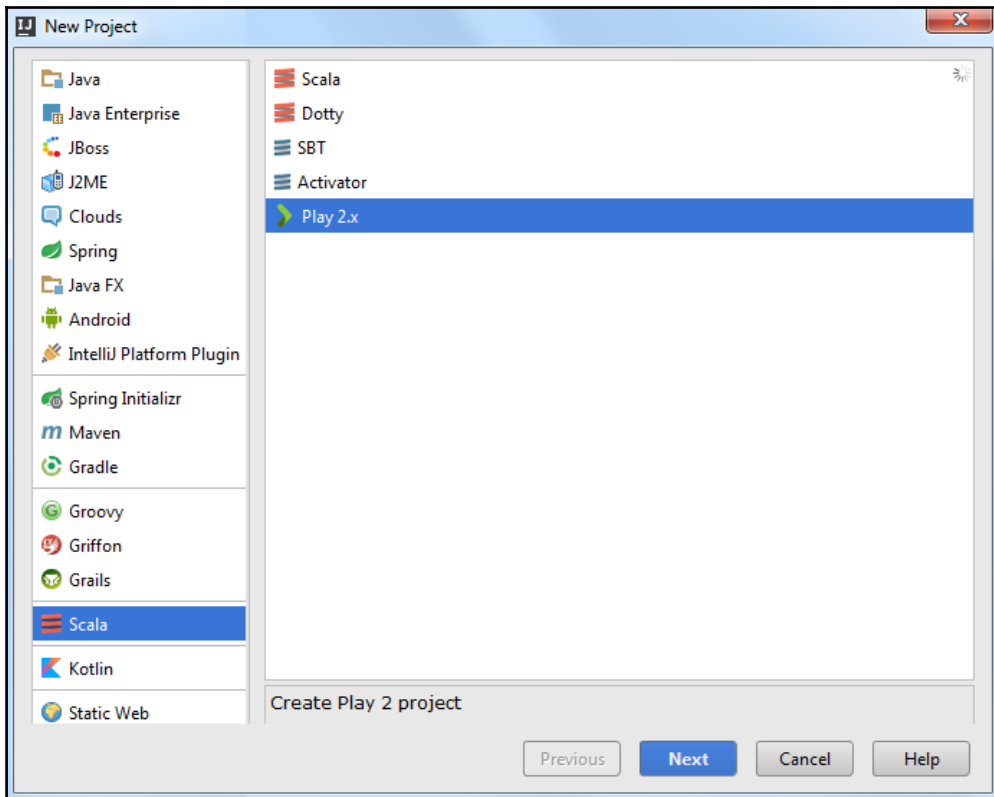 New Project
Java
Java Enterprise
JBoss
J2ME
Clouds
Spring
Java FX
Android
IntelliJ Platform Plugin
Spring Initializr
Maven
Gradle
Groovy
Griffon
Grails
Scala
Kotlin
Static Web
Scala
Dotty
SBT
Activator
Play 2.x
Create Play 2 project
Previous Next Cancel Help